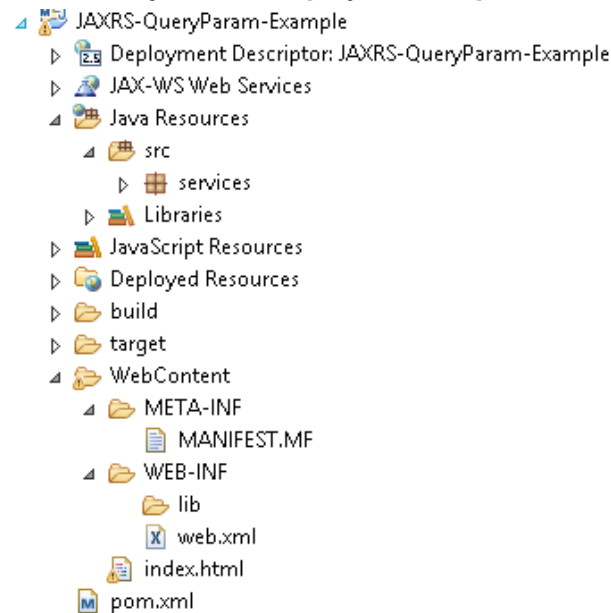 JAXRS-QueryParam-Example
Deployment Descriptor: JAXRS-QueryParam-Example
JAX-WS Web Services
Java Resources
src
services
Libraries
JavaScript Resources
Deployed Resources
build
target
WebContent
META-INF
MANIFEST.MF
WEB-INF
lib
web.xml
index.html
pom.xml